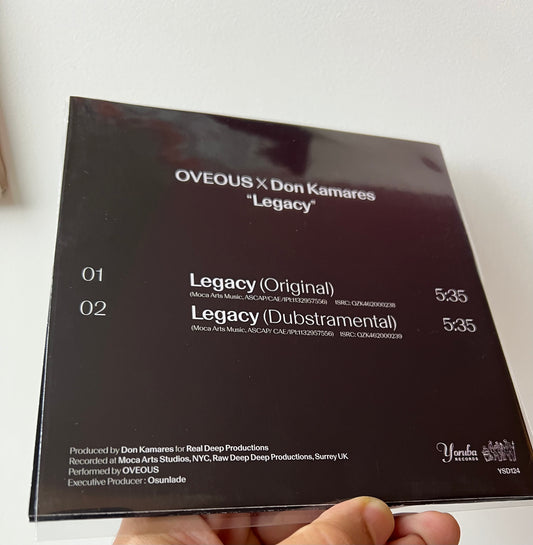 OVEOUS X Don Kamares
"Legacy"
01 Legacy (Original) 5:35
(Moca Arts Music, ASCAP/CAE/IPI:1132957556) ISRC: QZK462000238
02 Legacy (Dubstramental) 5:35
(Moca Arts Music, ASCAP/ CAE/IPI:1132957556) ISRC: QZK462000239
Produced by Don Kamares for Real Deep Productions
Recorded at Moca Arts Studios, NYC, Raw Deep Deep Productions, Surrey UK
Performed by OVEOUS
Executive Producer : Osunlade
Yoruba
RECORDS
YSD124